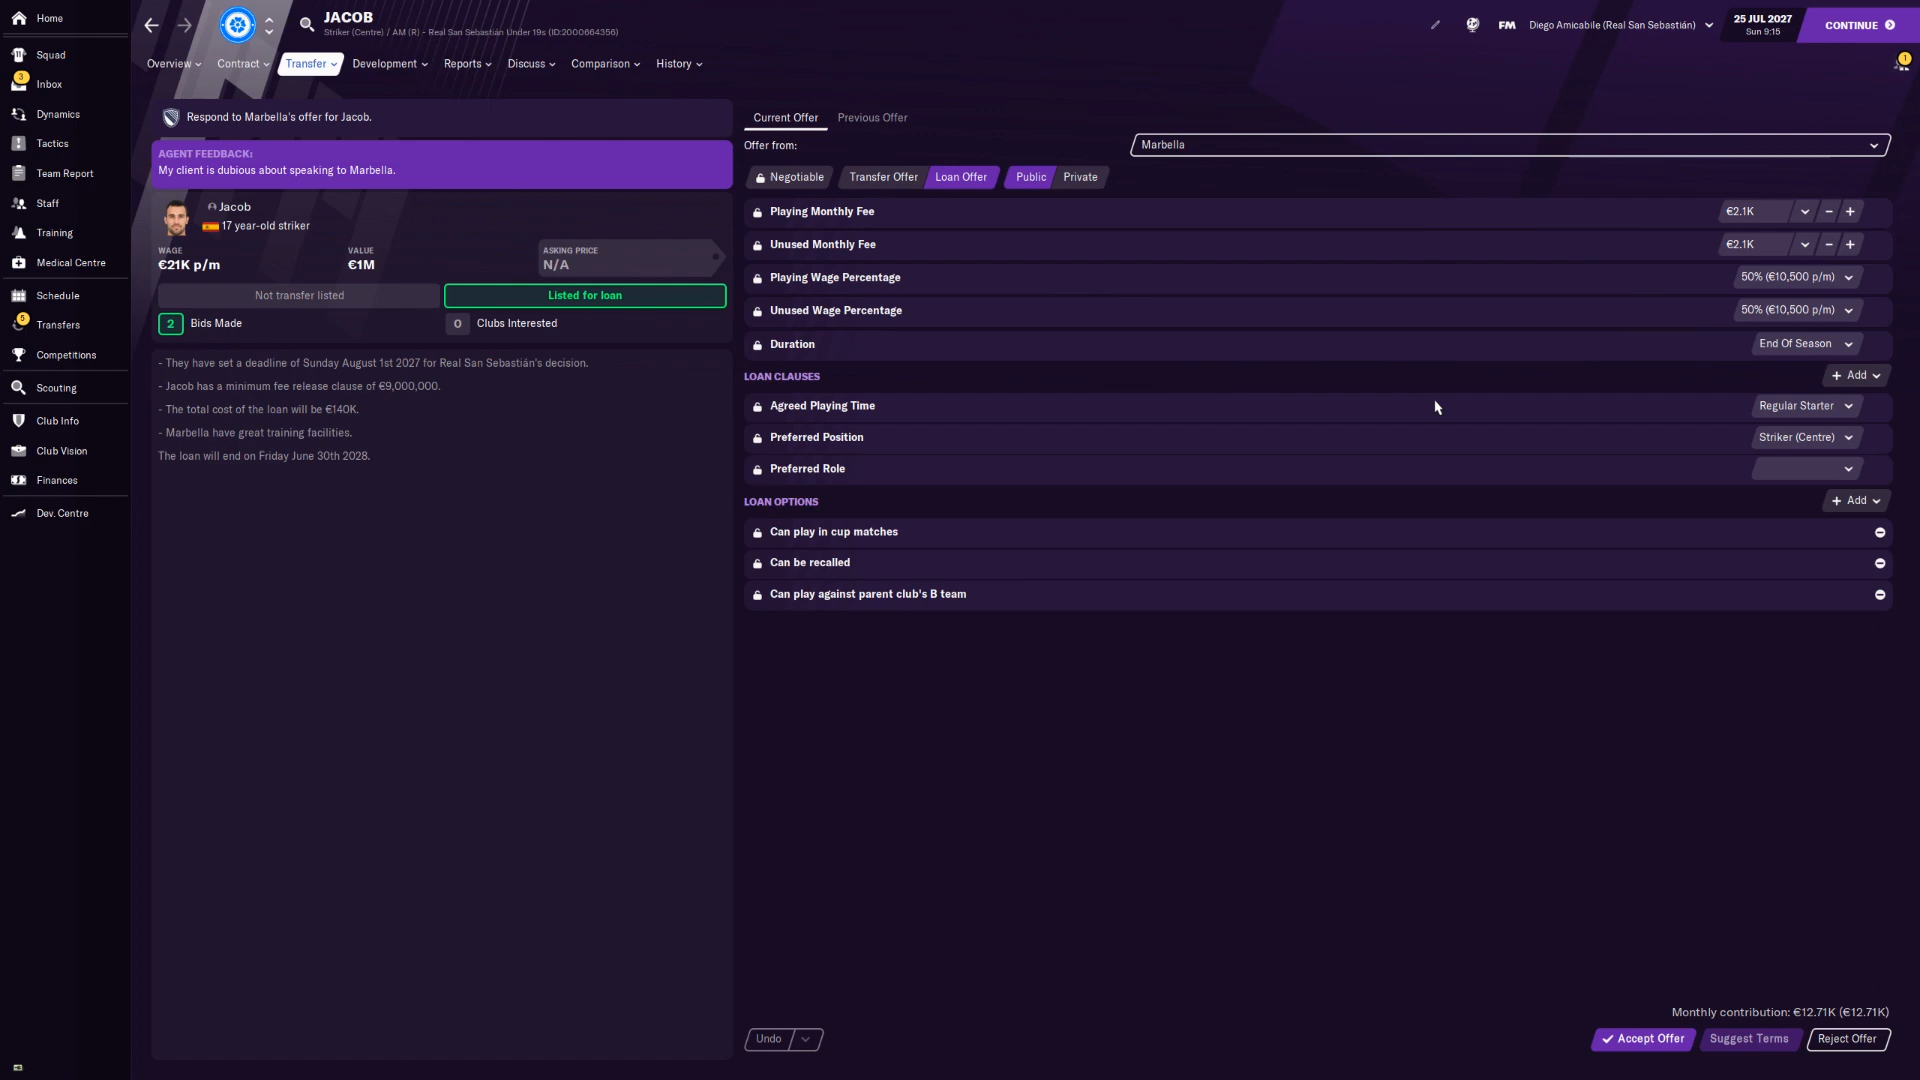 Home
Squad
3
Inbox
Dynamics
Tactics
Team Report
Staff
Training
Medical Centre
Schedule
5
Transfers
Competitions
Scouting
Club Info
Club Vision
Finances
Dev. Centre
JACOB
Striker (Centre) / AM (R) - Real San Sebastián Under 19s (ID:2000664356)
FM
Diego Amicabile (Real San Sebastián)
25 JUL 2027
Sun 9:15
CONTINUE
1
Overview
Contract
Transfer
Development
Reports
Discuss
Comparison
History
Respond to Marbella's offer for Jacob.
AGENT FEEDBACK:
My client is dubious about speaking to Marbella.
Jacob
17 year-old striker
WAGE
€21K p/m
VALUE
€1M
ASKING PRICE
N/A
Not transfer listed
Listed for loan
2 Bids Made
0 Clubs Interested
- They have set a deadline of Sunday August 1st 2027 for Real San Sebastián's decision.
- Jacob has a minimum fee release clause of €9,000,000.
- The total cost of the loan will be €140K.
- Marbella have great training facilities.
The loan will end on Friday June 30th 2028.
Current Offer
Previous Offer
Offer from:
Marbella
Negotiable
Transfer Offer
Loan Offer
Public
Private
Playing Monthly Fee
€2.1K
Unused Monthly Fee
€2.1K
Playing Wage Percentage
50% (€10,500 p/m)
Unused Wage Percentage
50% (€10,500 p/m)
Duration
End Of Season
LOAN CLAUSES
+ Add
Agreed Playing Time
Regular Starter
Preferred Position
Striker (Centre)
Preferred Role
LOAN OPTIONS
+ Add
Can play in cup matches
Can be recalled
Can play against parent club's B team
Monthly contribution: €12.71K (€12.71K)
Undo
Accept Offer
Suggest Terms
Reject Offer